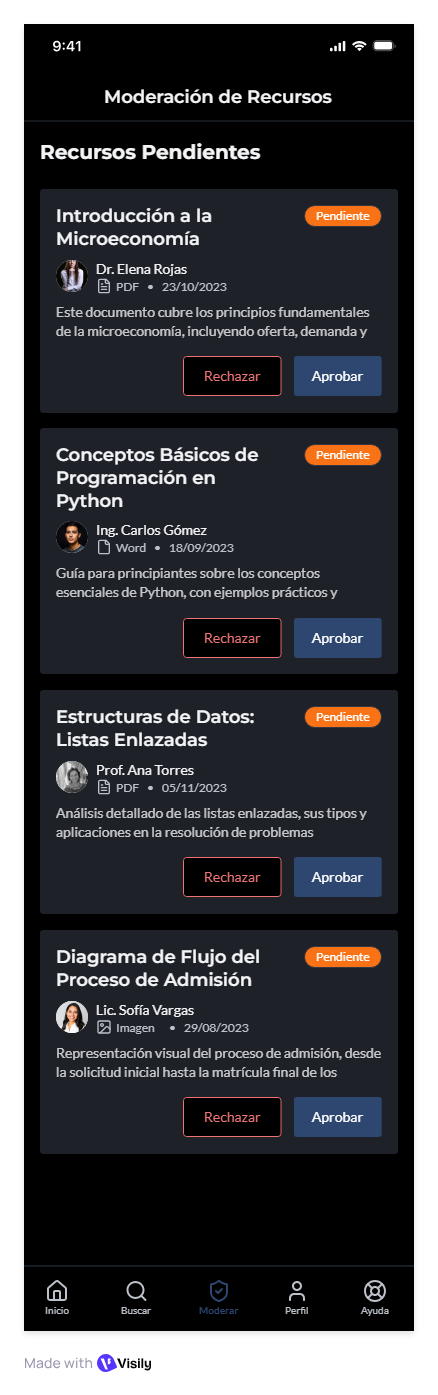 9:41
Moderación de Recursos
Recursos Pendientes
Introducción a la
Microeconomía
Pendiente
Dr. Elena Rojas
PDF • 23/10/2023
Este documento cubre los principios fundamentales
de la microeconomía, incluyendo oferta, demanda y
Rechazar
Aprobar
Conceptos Básicos de
Programación en
Python
Pendiente
Ing. Carlos Gómez
Word • 18/09/2023
Guía para principiantes sobre los conceptos
esenciales de Python, con ejemplos prácticos y
Rechazar
Aprobar
Estructuras de Datos:
Listas Enlazadas
Pendiente
Prof. Ana Torres
PDF • 05/11/2023
Análisis detallado de las listas enlazadas, sus tipos y
aplicaciones en la resolución de problemas
Rechazar
Aprobar
Diagrama de Flujo del
Proceso de Admisión
Pendiente
Lic. Sofía Vargas
Imagen • 29/08/2023
Representación visual del proceso de admisión, desde
la solicitud inicial hasta la matrícula final de los
Rechazar
Aprobar
Inicio
Buscar
Moderar
Perfil
Ayuda
Made with Visily